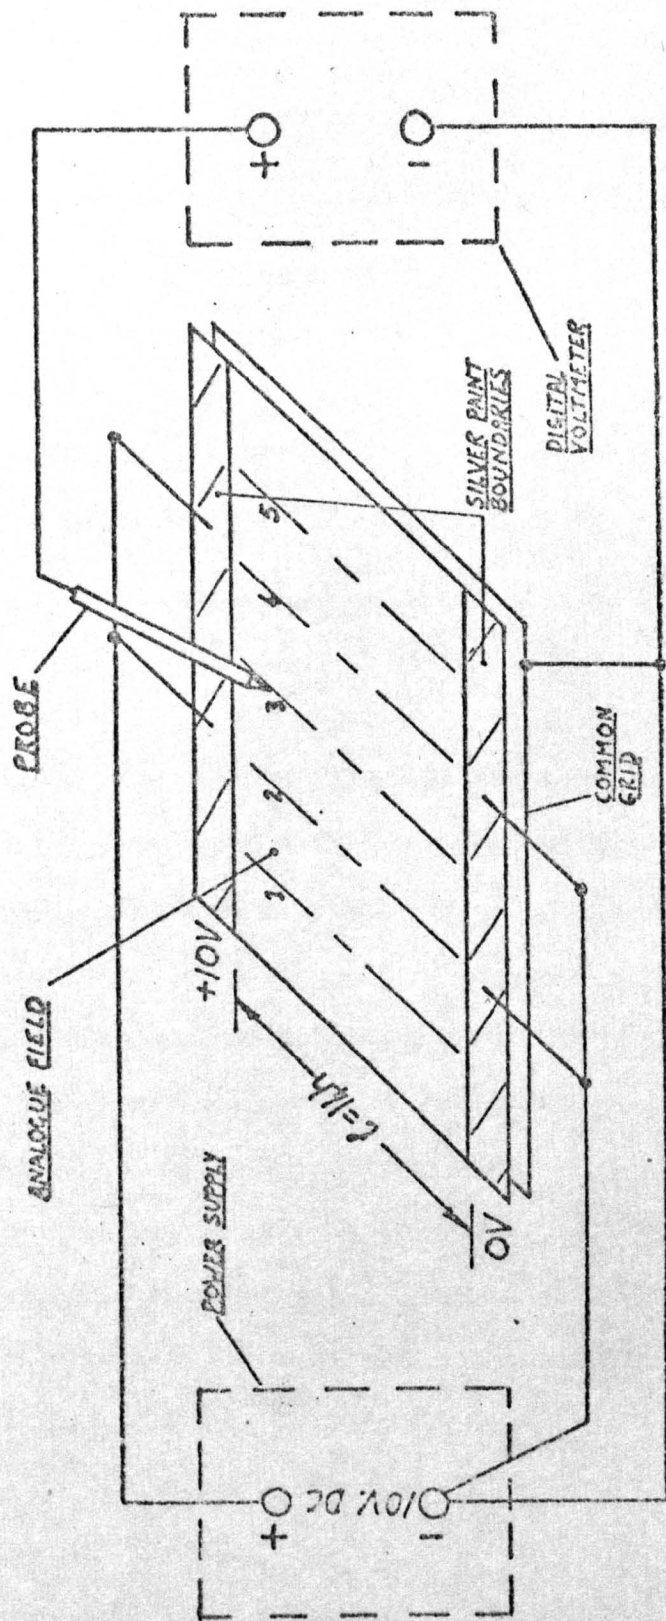 ANALOGUE FIELD
PROBE
POWER SUPPLY
+10V
0V
1
2
3
4
5
+
-
10V. DC
+
-
SILVER PAINT
BOUNDARIES
DIGITAL
VOLTMETER
COMMON
GRID